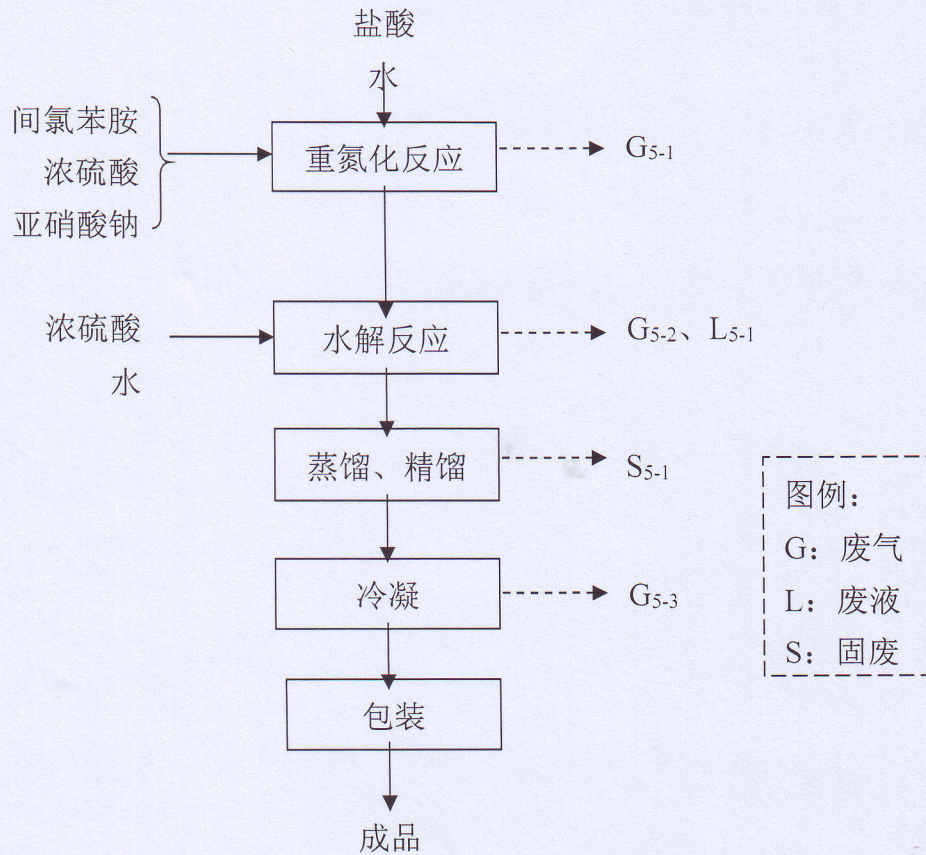 盐酸
水
间氯苯胺
浓硫酸
亚硝酸钠
重氮化反应
G5-1
浓硫酸
水
水解反应
G5-2、L5-1
蒸馏、精馏
S5-1
冷凝
G5-3
包装
成品
图例：
G：废气
L：废液
S：固废